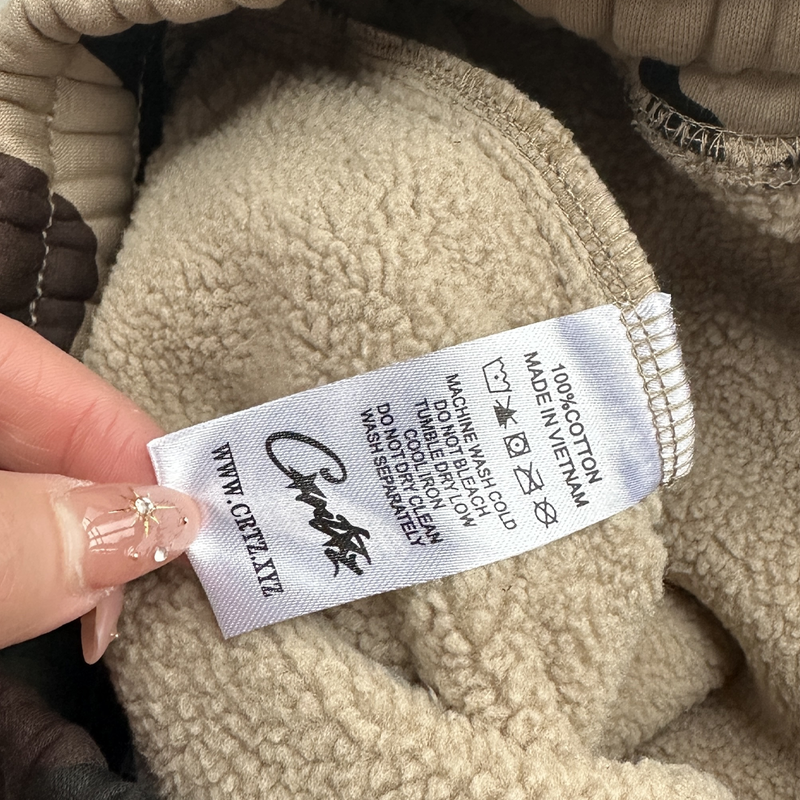 100%COTTON
MADE IN VIETNAM
MACHINE WASH COLD
DO NOT BLEACH
TUMBLE DRY LOW
COOL IRON
DO NOT DRY CLEAN
WASH SEPARATELY
Crtz
WWW.CRTZ.XYZ